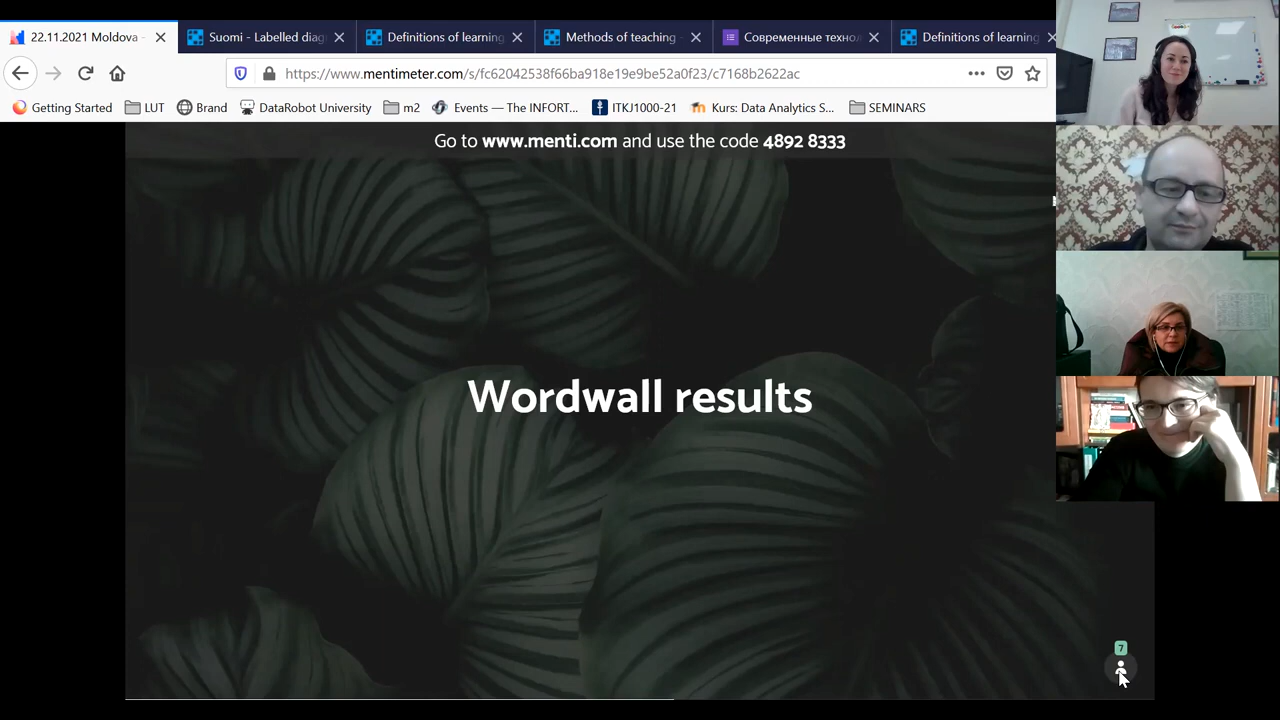 22.11.2021 Moldova -
Suomi - Labelled diag
Definitions of learning
Methods of teaching -
Современные техно
Definitions of learning
https://www.mentimeter.com/s/fc62042538f66ba918e19e9be52a0f23/c7168b2622ac
Getting Started
LUT
Brand
DataRobot University
m2
Events — The INFORT...
ITKJ1000-21
Kurs: Data Analytics S...
SEMINARS
Go to www.menti.com and use the code 4892 8333
Wordwall results
7